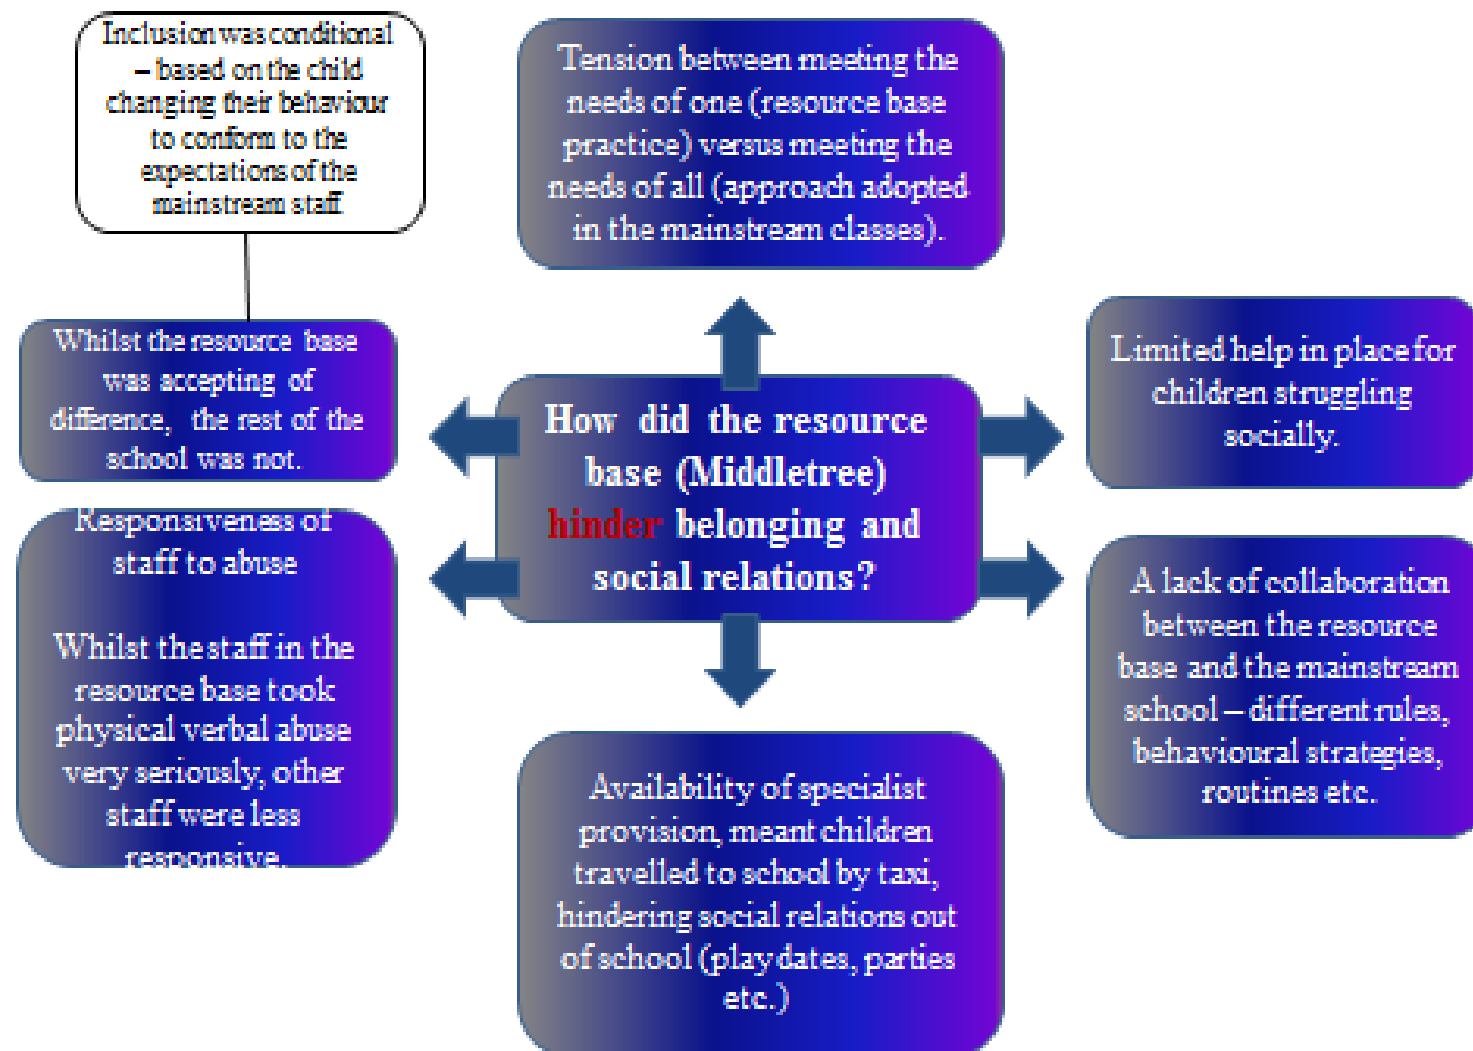 Inclusion was conditional
– based on the child
changing their behaviour
to conform to the
expectations of the
mainstream staff.
Tension between meeting the
needs of one (resource base
practice) versus meeting the
needs of all (approach adopted
in the mainstream classes).
Whilst the resource base
was accepting of
difference, the rest of the
school was not.
How did the resource
base (Middletree)
hinder belonging and
social relations?
Limited help in place for
children struggling
socially.
Responsiveness of
staff to abuse
Whilst the staff in the
resource base took
physical verbal abuse
very seriously, other
staff were less
responsive.
A lack of collaboration
between the resource
base and the mainstream
school – different rules,
behavioural strategies,
routines etc.
Availability of specialist
provision, meant children
travelled to school by taxi,
hindering social relations out
of school (play dates, parties
etc.)